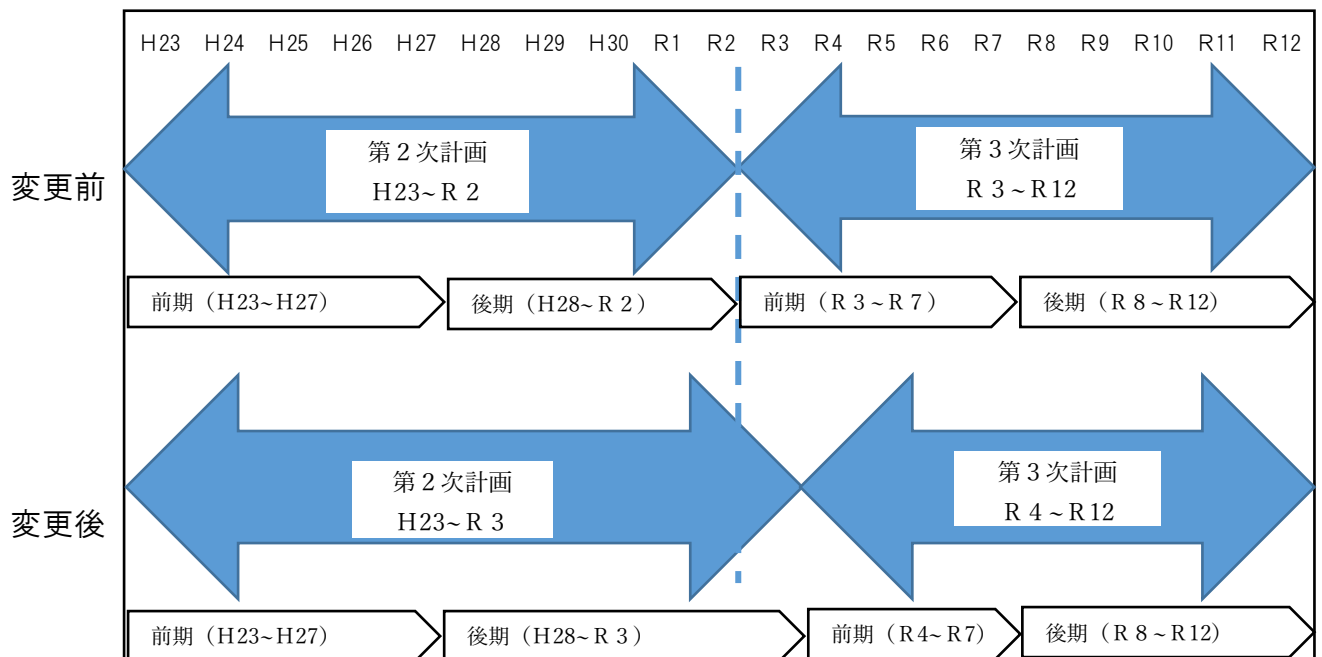 H23 H24 H25 H26 H27 H28 H29 H30 R1 R2 R3 R4 R5 R6 R7 R8 R9 R10 R11 R12
変更前
第２次計画
H23~R２
第３次計画
R３~R12
前期（H23~H27）
後期（H28~R２）
前期（R３~R７）
後期（R８~R12）
変更後
第２次計画
H23~R３
第３次計画
R４~R12
前期（H23~H27）
後期（H28~R３）
前期（R4~R7）
後期（R８~R12）